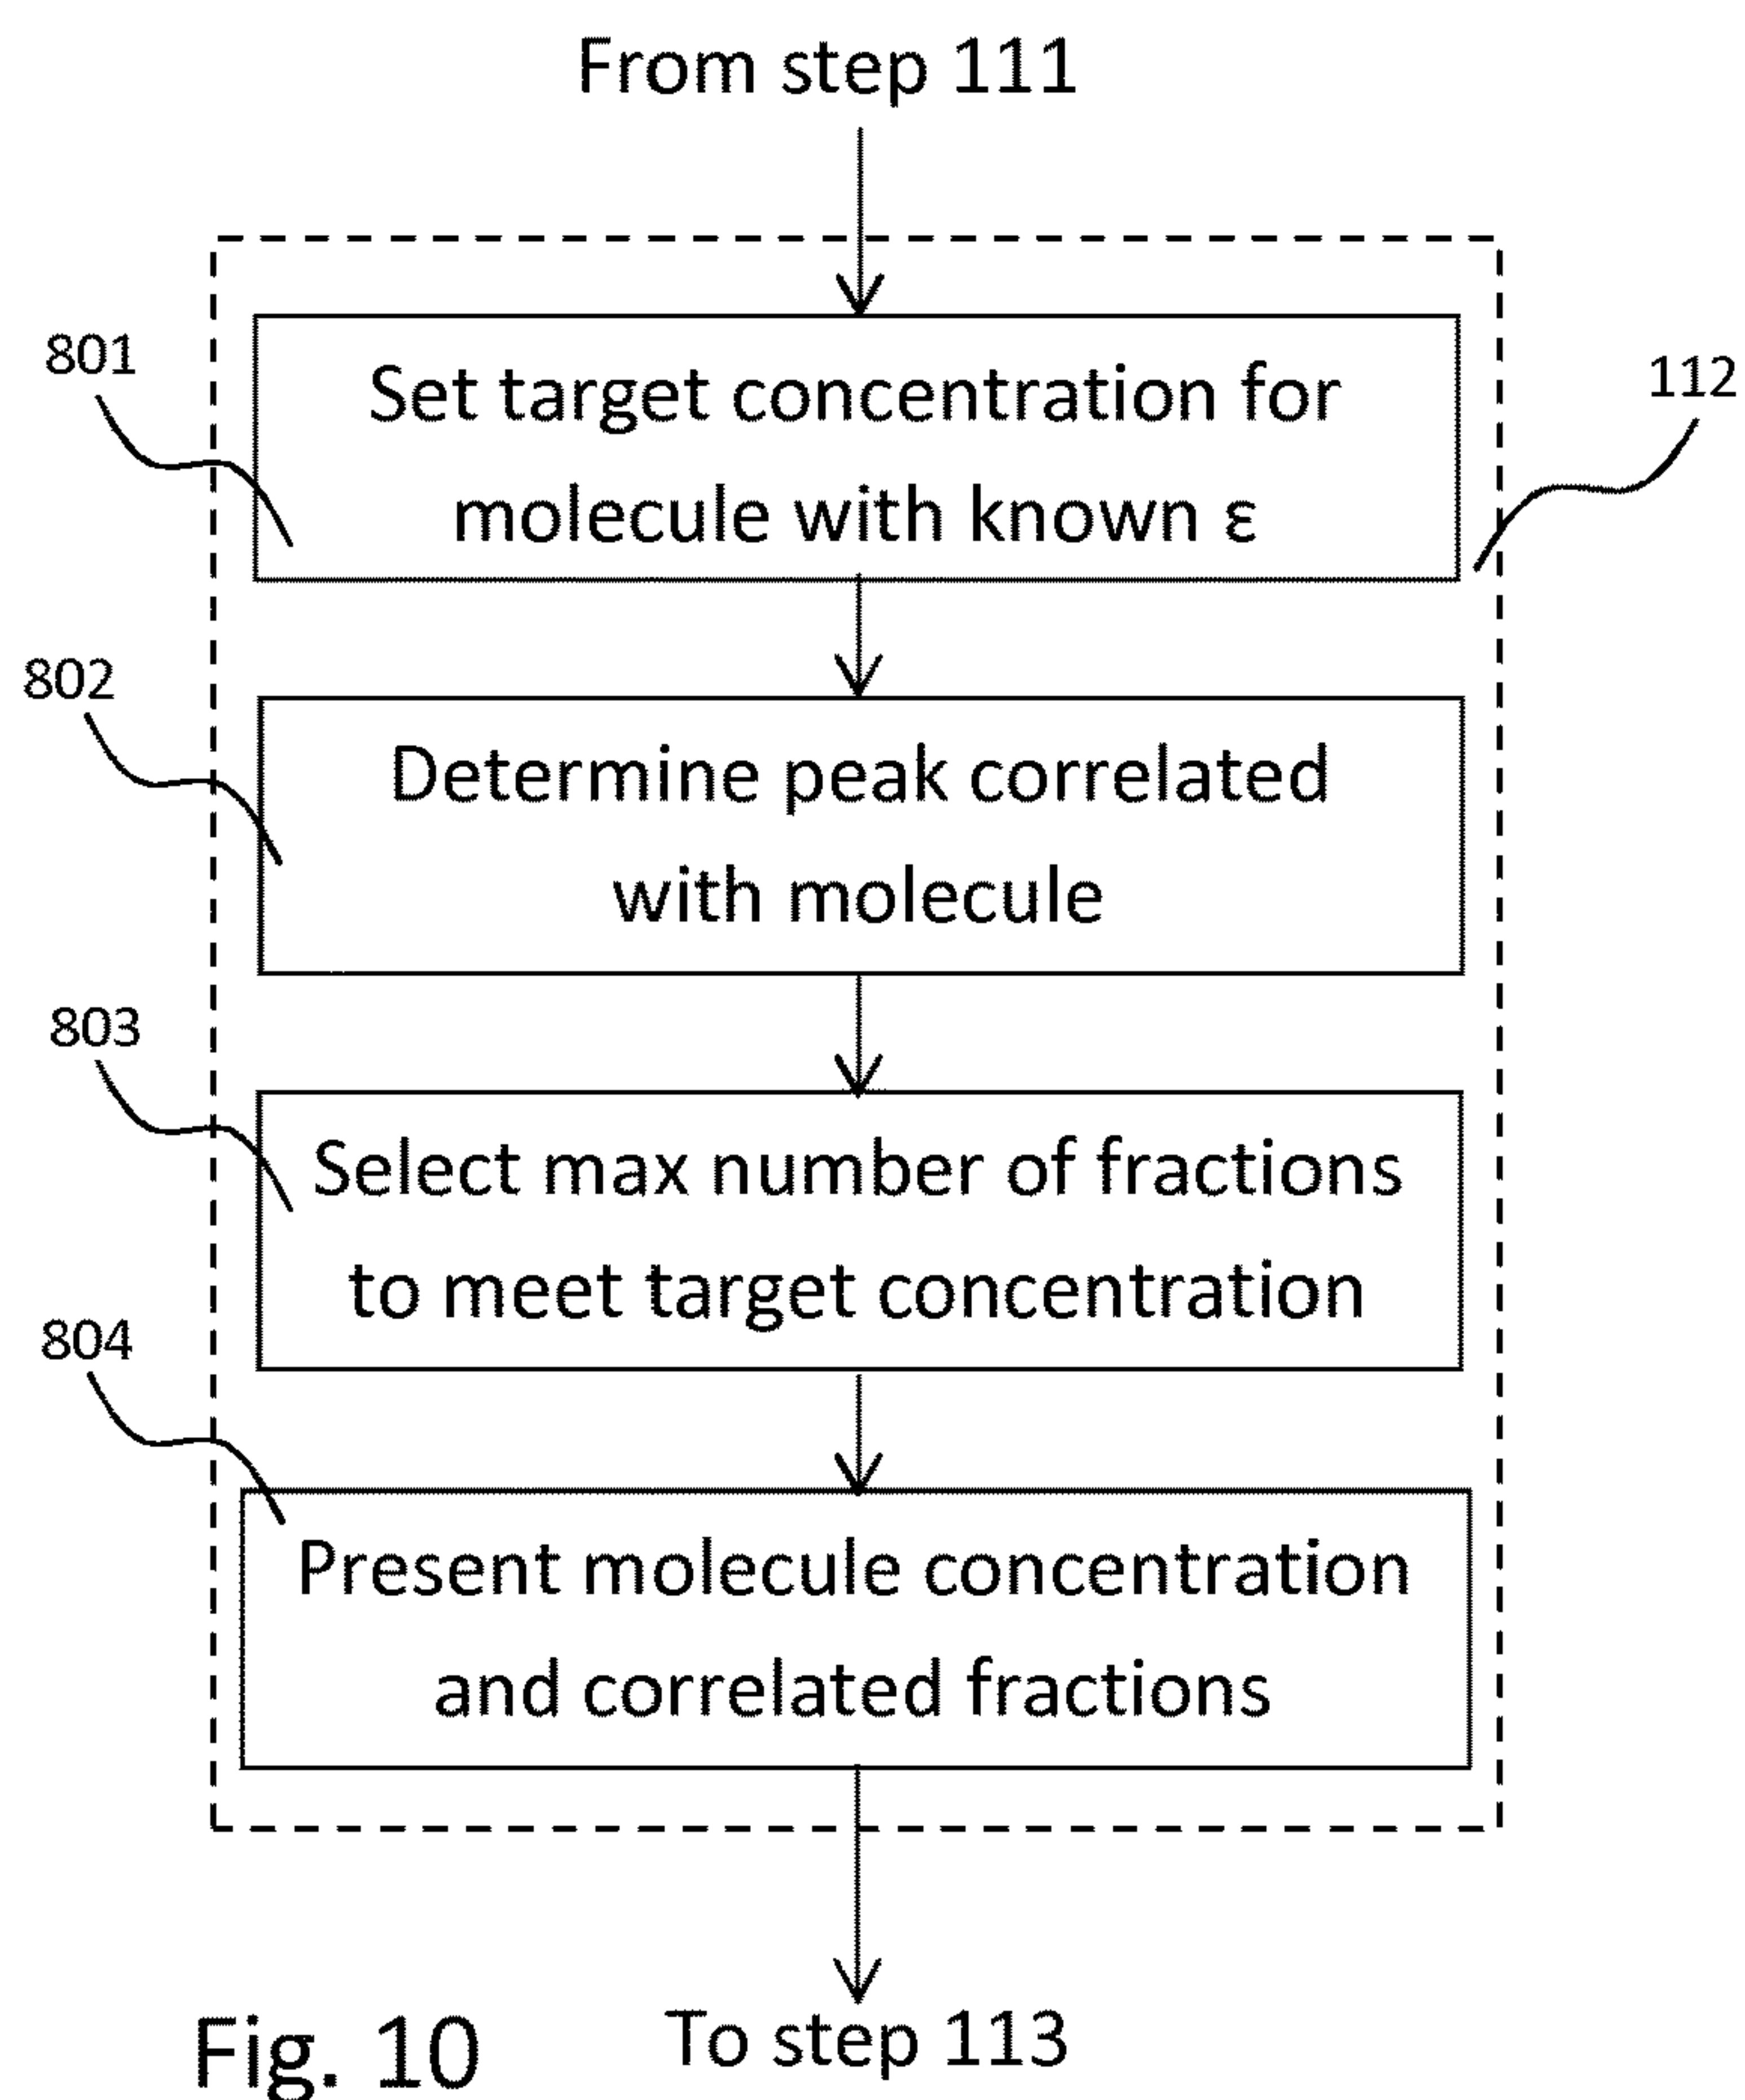 From step 111
801
Set target concentration for
112
molecule with known ε
802
Determine peak correlated
with molecule
803
Select max number of fractions
to meet target concentration
804
Present molecule concentration
and correlated fractions
To step 113
Fig. 10